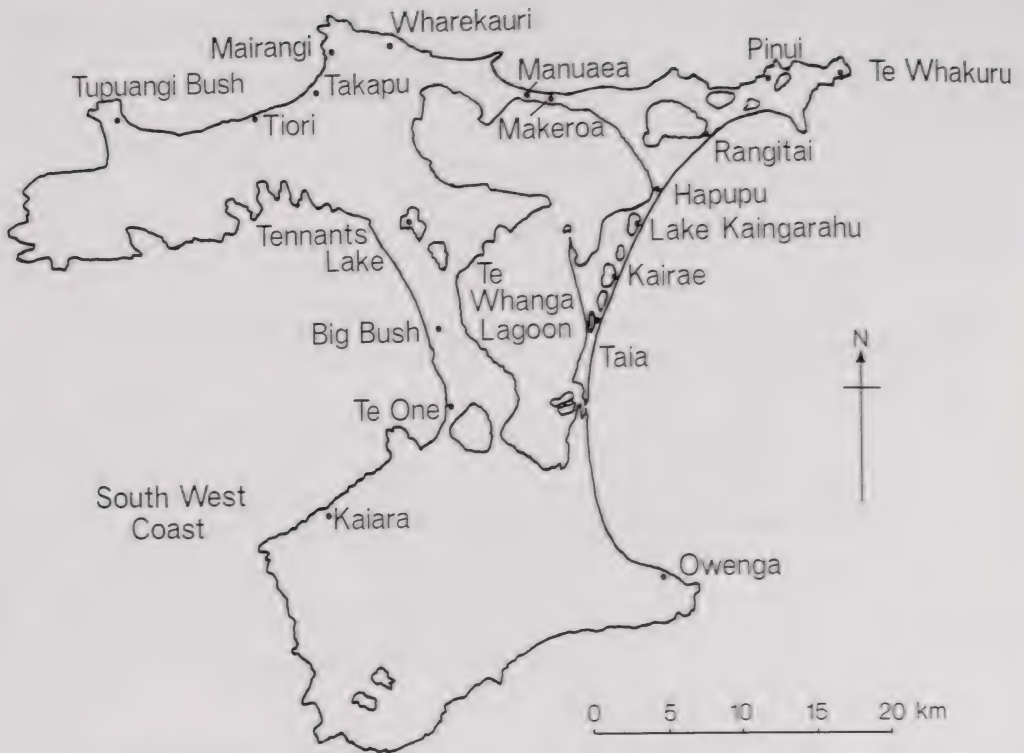 Wharekauri
Mairangi
Pinui
Te Whakuru
Manuaea
Tupuangi Bush
Takapu
Makeroa
Tiori
Rangitai
Hapupu
Lake Kaingarahu
Tennants
Lake
Te
Whanga
Lagoon
Kairae
Big Bush
Taia
N
Te One
South West
Coast
Kaiara
Owenga
0 5 10 15 20 km